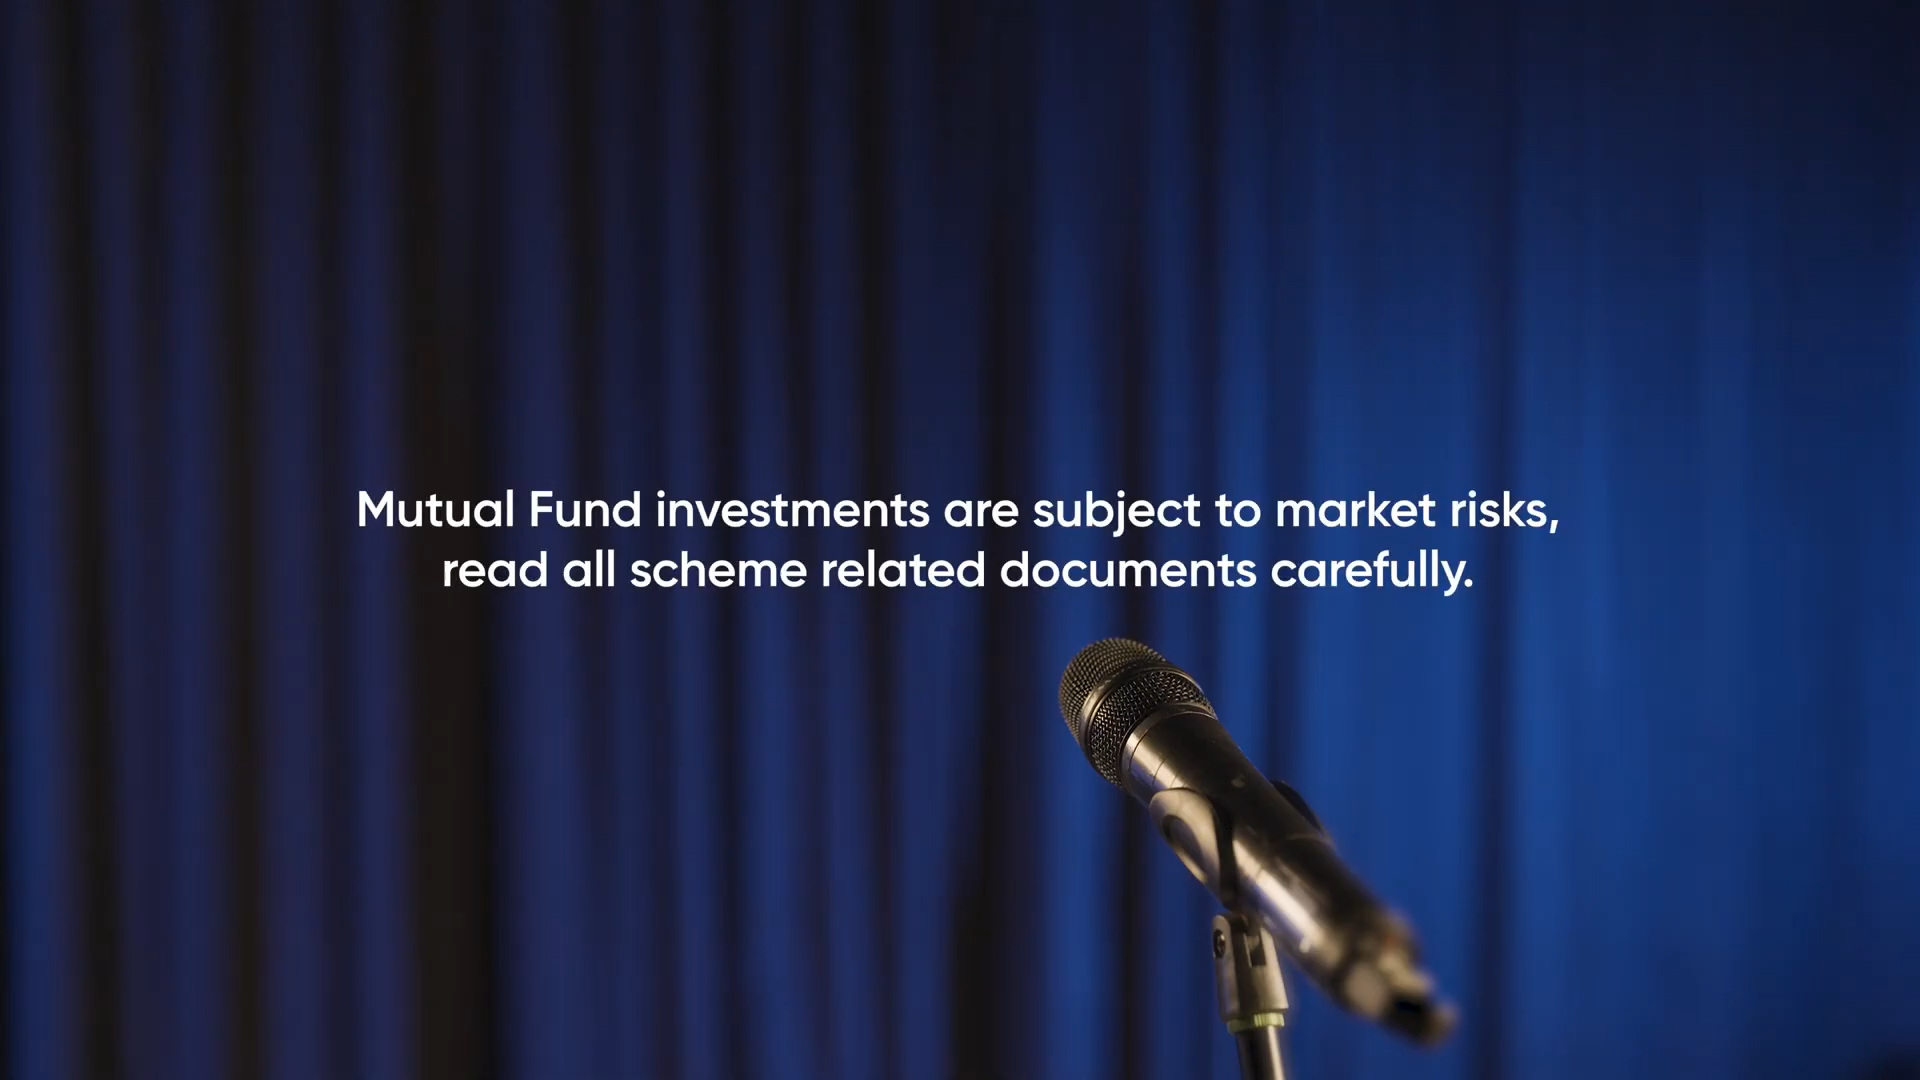 Mutual Fund investments are subject to market risks,
read all scheme related documents carefully.